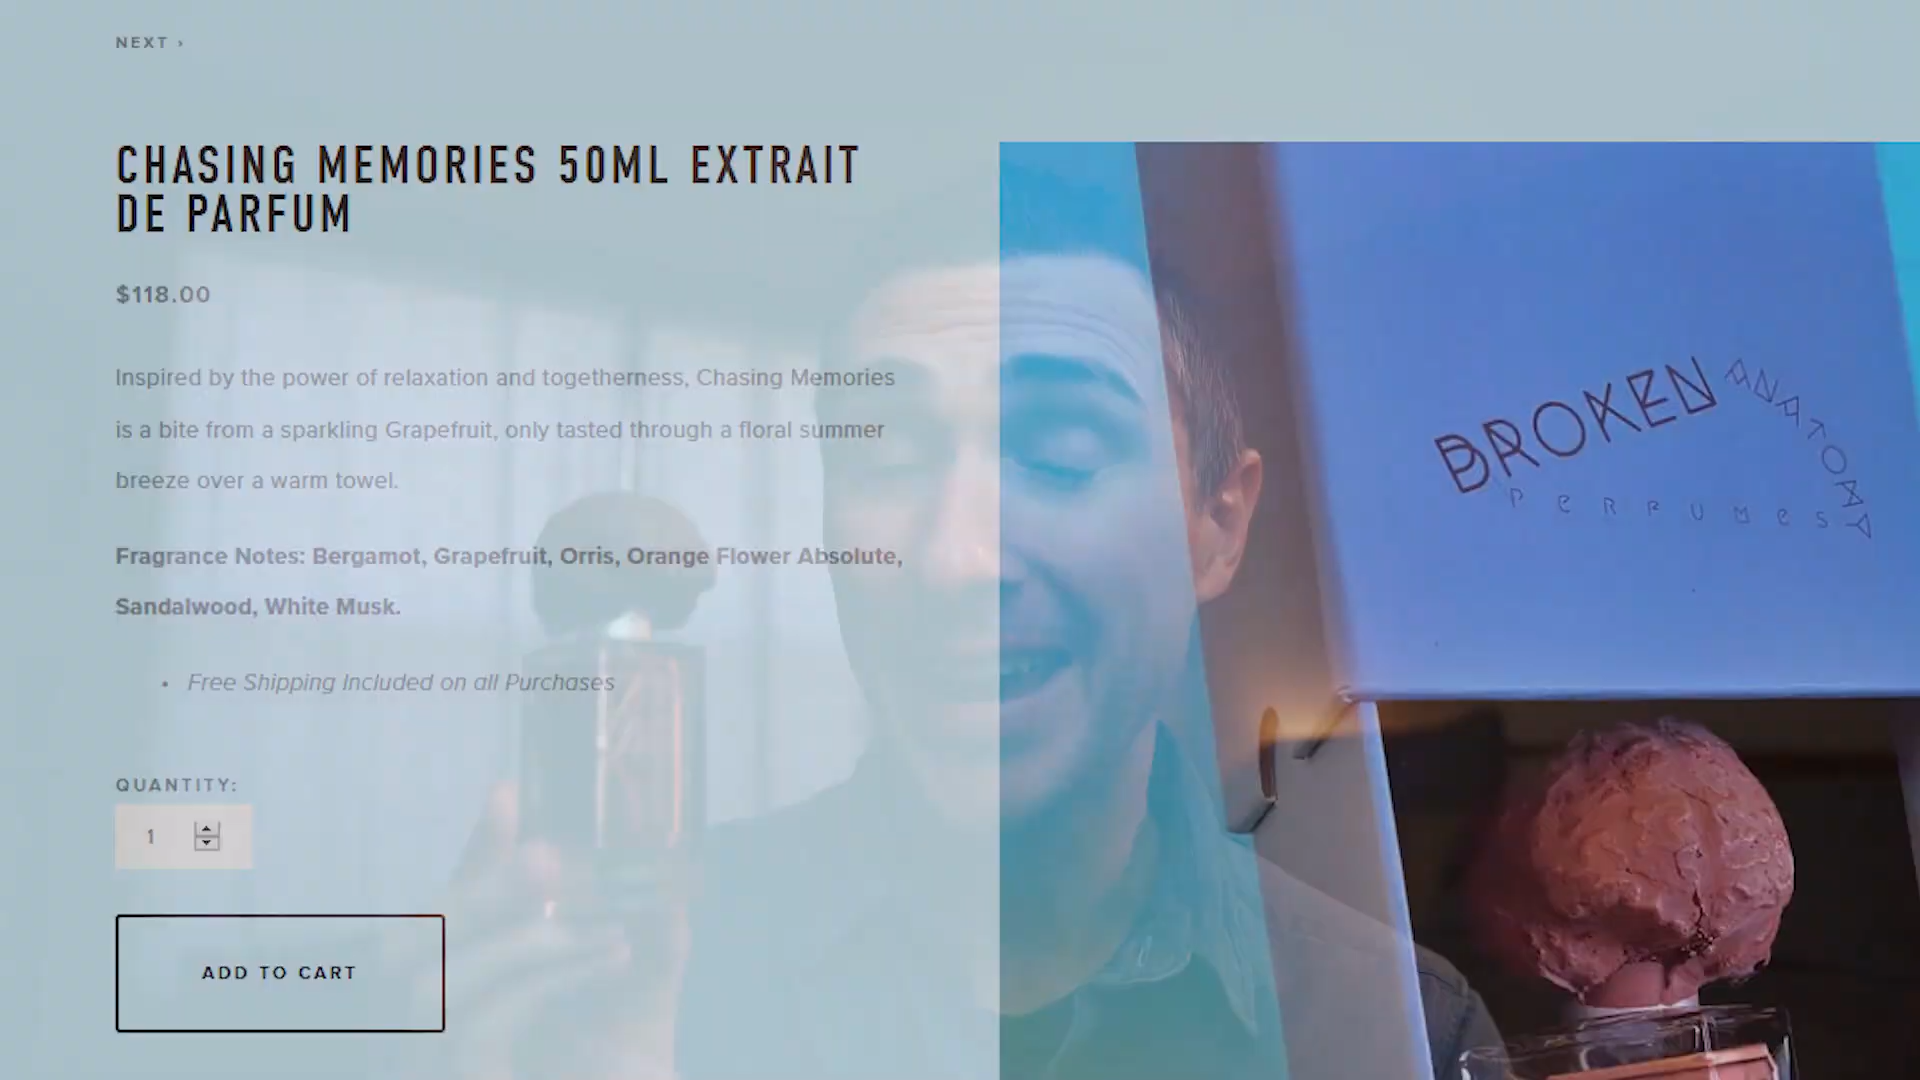 NEXT ›
CHASING MEMORIES 50ML EXTRAIT
DE PARFUM
$118.00
Inspired by the power of relaxation and togetherness, Chasing Memories
is a bite from a sparkling Grapefruit, only tasted through a floral summer
breeze over a warm towel.
Fragrance Notes: Bergamot, Grapefruit, Orris, Orange Flower Absolute,
Sandalwood, White Musk.
• Free Shipping Included on all Purchases
QUANTITY:
1
ADD TO CART
BROKEN ANATOMY
PERFUMES